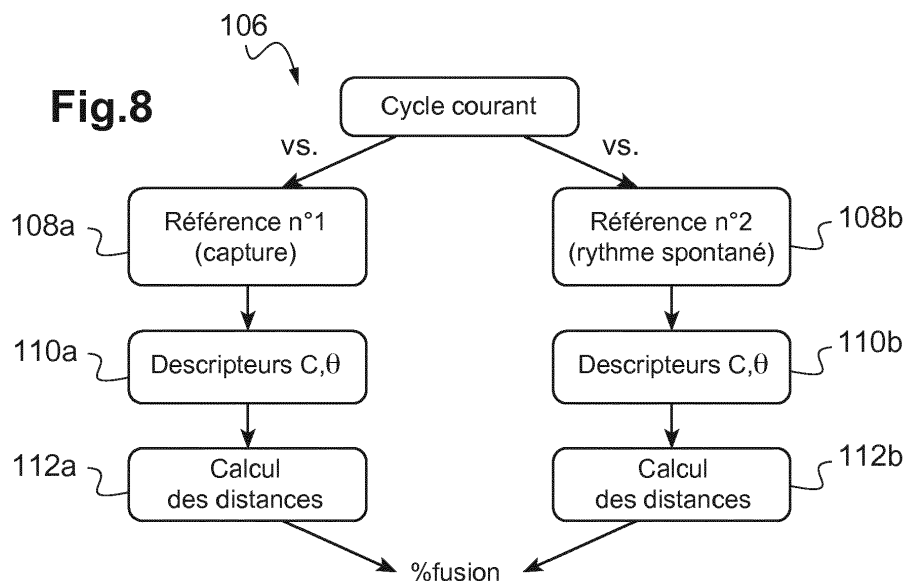 106
Fig.8
Cycle courant
vs.
vs.
108a
Référence n°1
(capture)
Référence n°2
(rythme spontané)
108b
110a
Descripteurs C,θ
Descripteurs C,θ
110b
112a
Calcul
des distances
Calcul
des distances
112b
%fusion